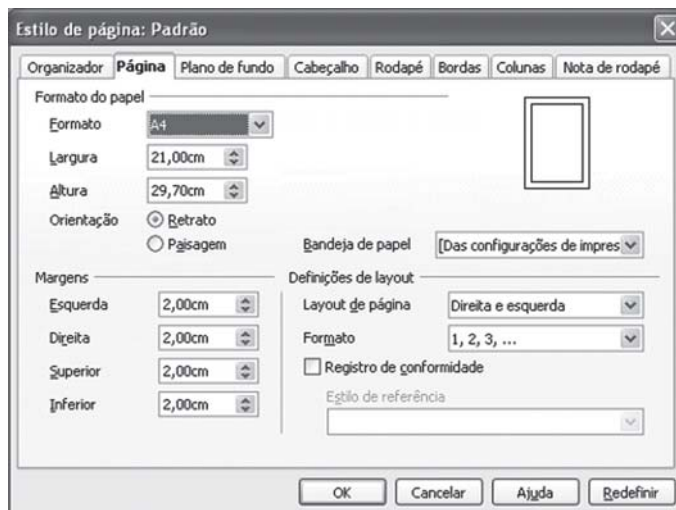 Estilo de página: Padrão
Organizador Página Plano de fundo Cabeçalho Rodapé Bordas Colunas Nota de rodapé
Formato do papel
Formato A4
Largura 21,00cm
Altura 29,70cm
Orientação Retrato
Paisagem
Bandeja de papel [Das configurações de impres
Margens
Esquerda 2,00cm
Direita 2,00cm
Superior 2,00cm
Inferior 2,00cm
Definições de layout
Layout de página Direita e esquerda
Formato 1, 2, 3, ...
Registro de conformidade
Estilo de referência
OK Cancelar Ajuda Redefinir